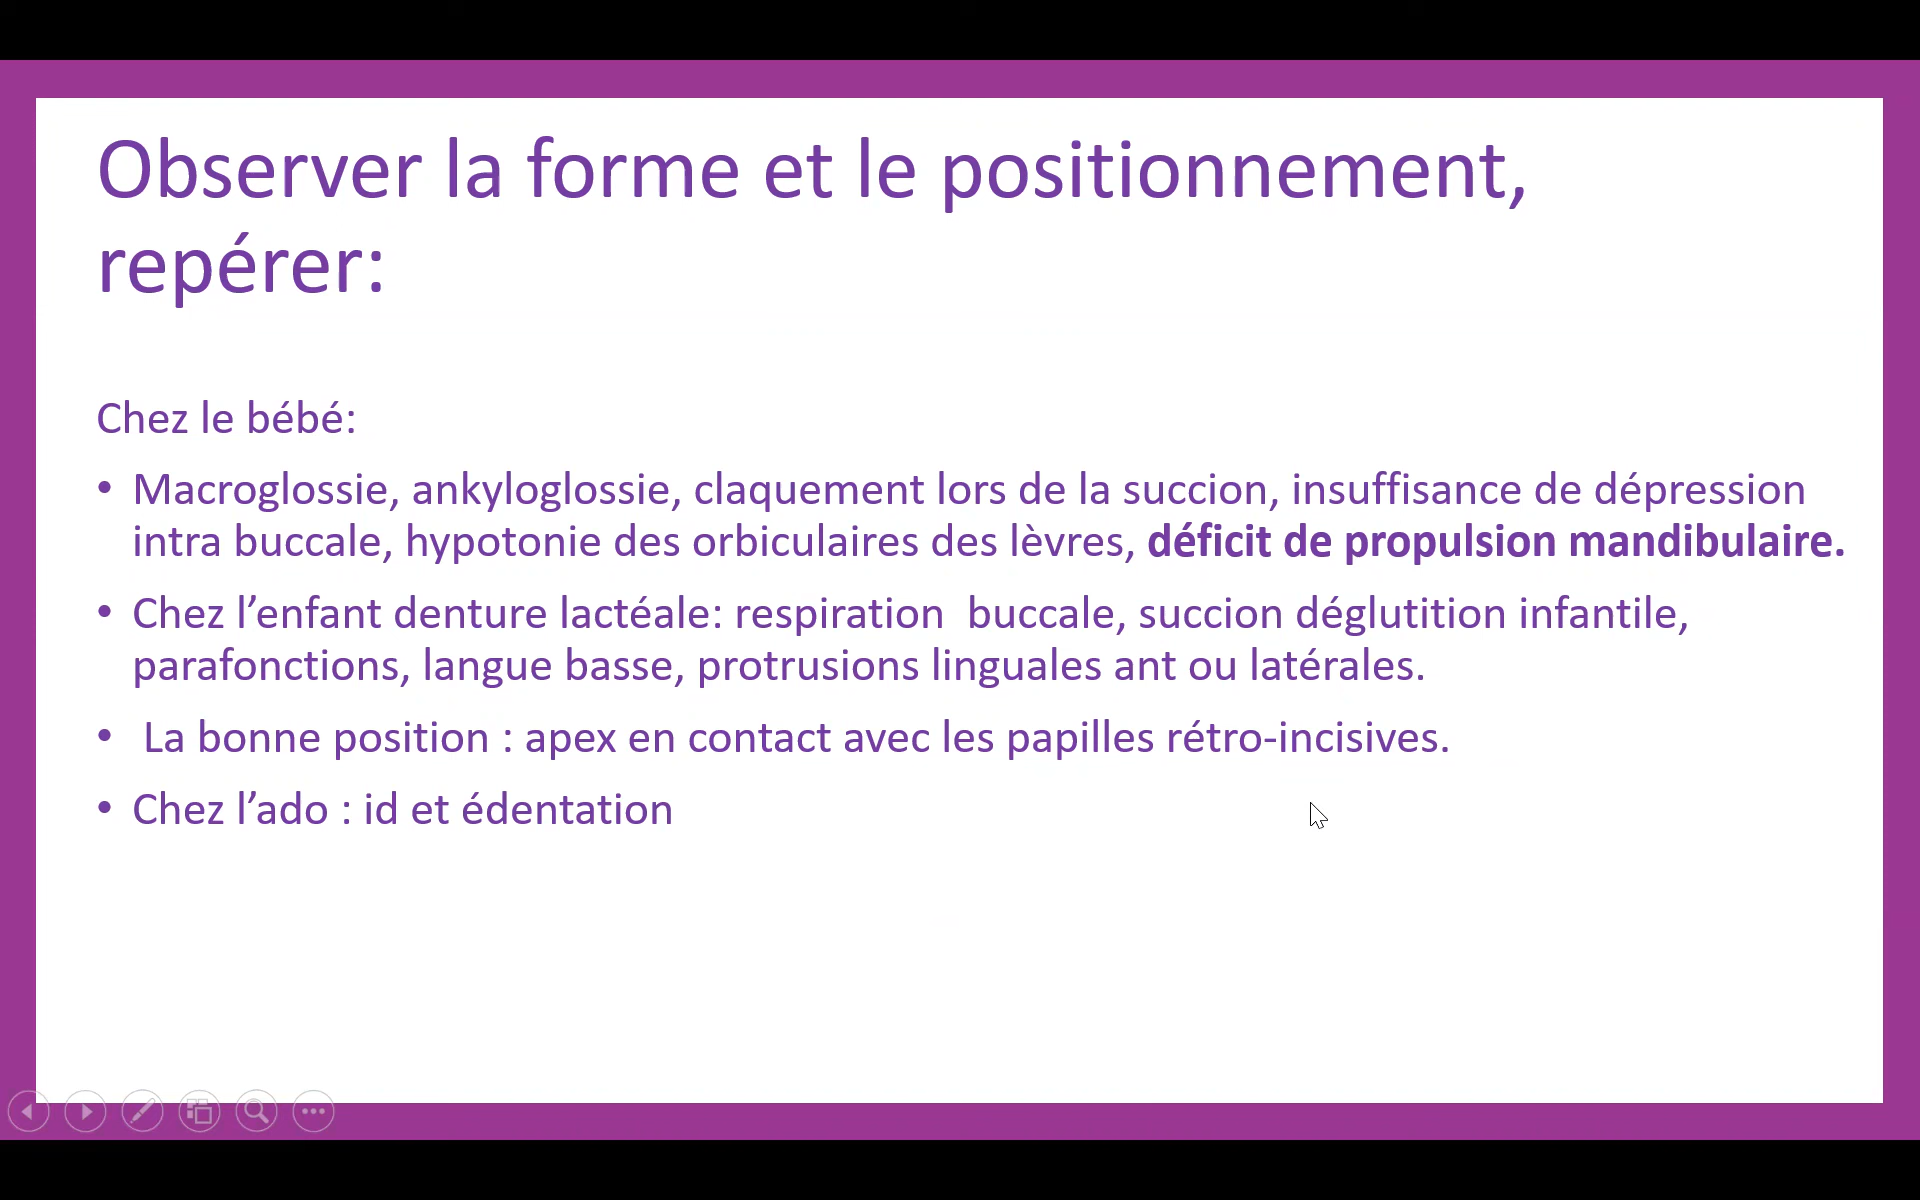 Observer la forme et le positionnement,
repérer:
Chez le bébé:
• Macroglossie, ankyloglossie, claquement lors de la succion, insuffisance de dépression
intra buccale, hypotonie des orbiculaires des lèvres, déficit de propulsion mandibulaire.
• Chez l’enfant denture lactéale: respiration  buccale, succion déglutition infantile,
parafonctions, langue basse, protrusions linguales ant ou latérales.
• La bonne position : apex en contact avec les papilles rétro-incisives.
• Chez l’ado : id et édentation